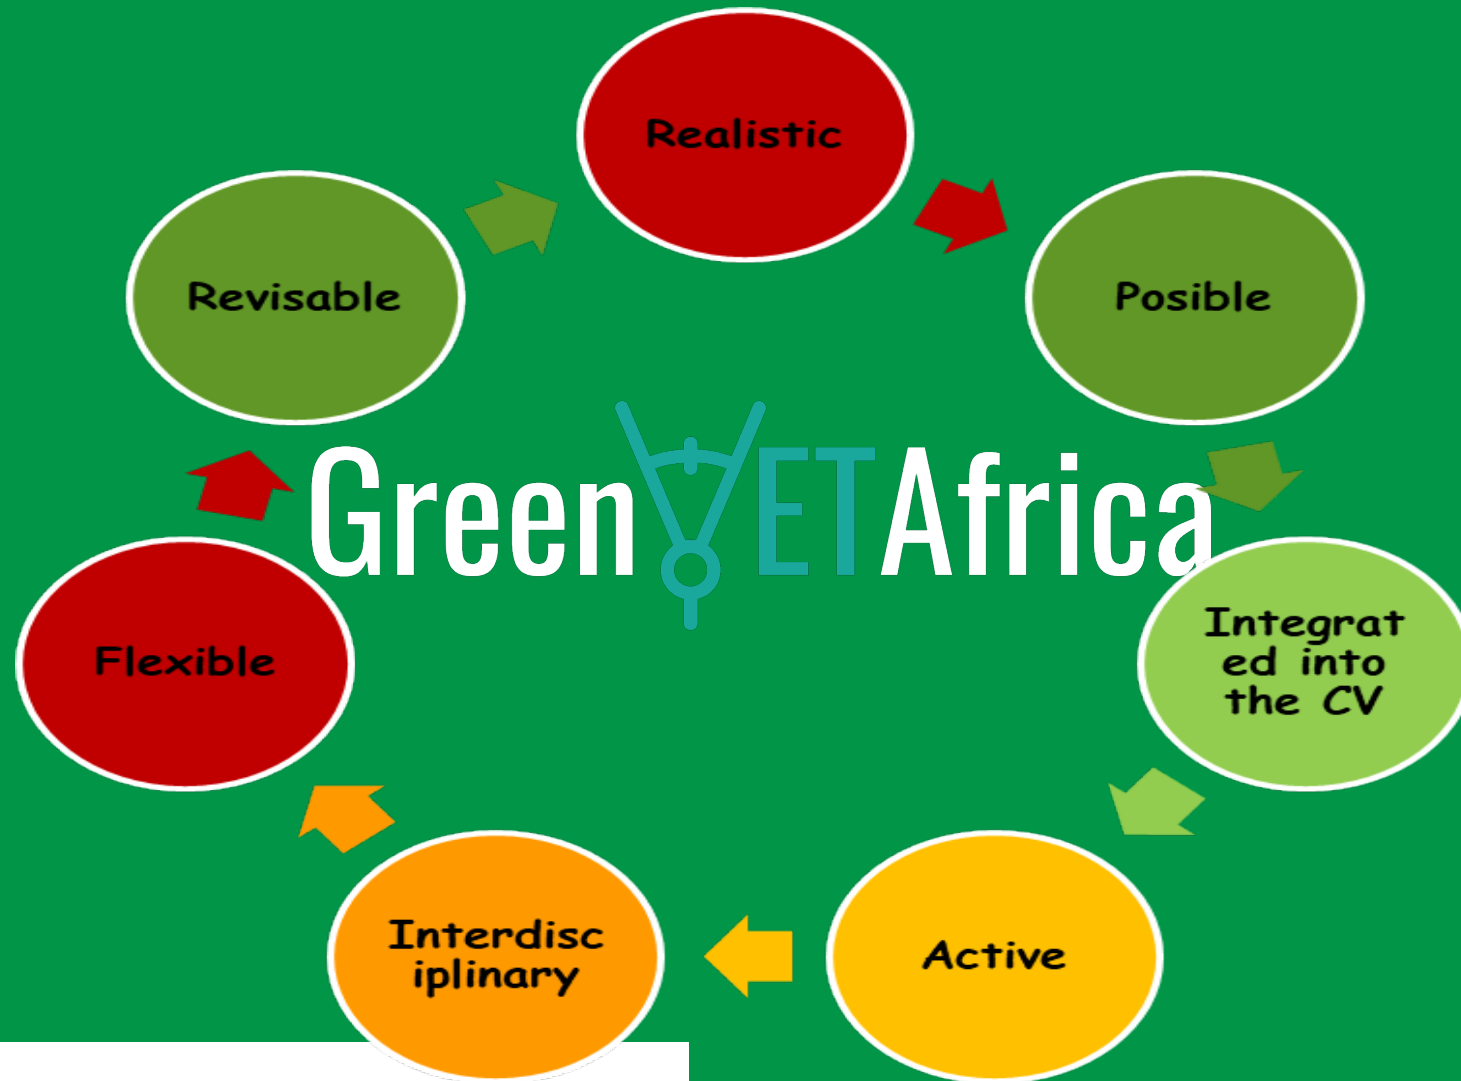 Realistic
Revisable
Posible
GreenVETAfrica
Flexible
Integrat
ed into
the CV
Interdisc
iplinary
Active